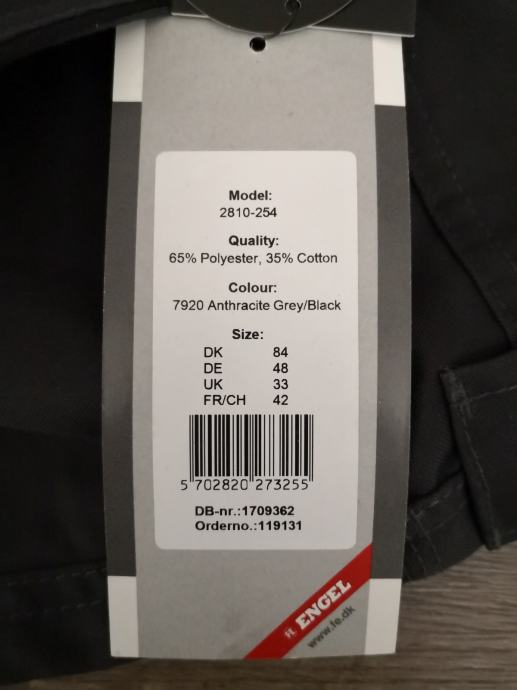 Model:
2810-254
Quality:
65% Polyester, 35% Cotton
Colour:
7920 Anthracite Grey/Black
Size:
DK 84
DE 48
UK 33
FR/CH 42
5 702820 273255
DB-nr.:1709362
Orderno.:119131
FE ENGEL
www.fe.dk